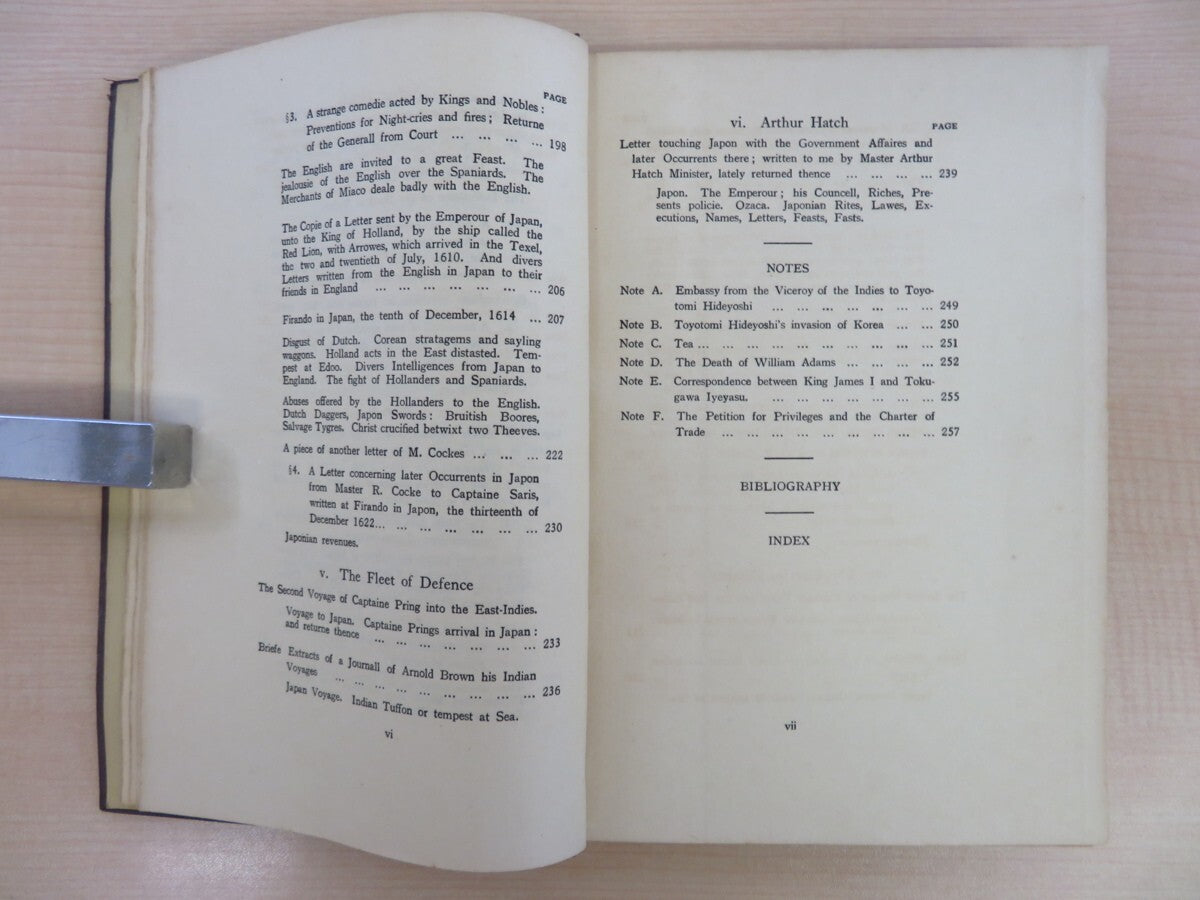 PAGE
§3. A strange comedie acted by Kings and Nobles :
Preventions for Night-cries and fires ; Returne
of the Generall from Court ... ... ... ... 198
The English are invited to a great Feast. The
jealousie of the English over the Spaniards. The
Merchants of Miaco deale badly with the English.
The Copie of a Letter sent by the Emperour of Japan,
unto the King of Holland, by the ship called the
Red Lion, with Arrowes, which arrived in the Texel,
the two and twentieth of July, 1610. And divers
Letters written from the English in Japan to their
friends in England ... ... ... ... ... ... ... ... 206
Firando in Japan, the tenth of December, 1614 ... 207
Disgust of Dutch. Corean stratagems and sayling
waggons. Holland acts in the East distasted. Tem-
pest at Edoo. Divers Intelligences from Japan to
England. The fight of Hollanders and Spaniards.
Abuses offered by the Hollanders to the English.
Dutch Daggers, Japon Swords : Bruitish Boores,
Salvage Tygres. Christ crucified betwixt two Theeves.
A piece of another letter of M. Cockes ... ... ... 222
§4. A Letter concerning later Occurrents in Japon
from Master R. Cocke to Captaine Saris,
written at Firando in Japon, the thirteenth of
December 1622... ... ... ... ... ... ... 230
Japonian revenues.
v. The Fleet of Defence
The Second Voyage of Captaine Pring into the East-Indies.
Voyage to Japan. Captaine Prings arrival in Japan :
and returne thence ... ... ... ... ... ... ... 233
Briefe Extracts of a Journall of Arnold Brown his Indian
Voyages ... ... ... ... ... ... ... ... ... 236
Japan Voyage. Indian Tuffon or tempest at Sea.
vi
vi. Arthur Hatch
PAGE
Letter touching Japon with the Government Affaires and
later Occurrents there ; written to me by Master Arthur
Hatch Minister, lately returned thence ... ... ... ... 239
Japon. The Emperour ; his Councell, Riches, Pre-
sents policie. Ozaca. Japonian Rites, Lawes, Ex-
ecutions, Names, Letters, Feasts, Fasts.
NOTES
Note A. Embassy from the Viceroy of the Indies to Toyo-
tomi Hideyoshi ... ... ... ... ... ... ... 249
Note B. Toyotomi Hideyoshi's invasion of Korea ... ... 250
Note C. Tea ... ... ... ... ... ... ... ... ... ... 251
Note D. The Death of William Adams ... ... ... ... 252
Note E. Correspondence between King James I and Toku-
gawa Iyeyasu. ... ... ... ... ... ... ... 255
Note F. The Petition for Privileges and the Charter of
Trade ... ... ... ... ... ... ... ... ... 257
BIBLIOGRAPHY
INDEX
vii